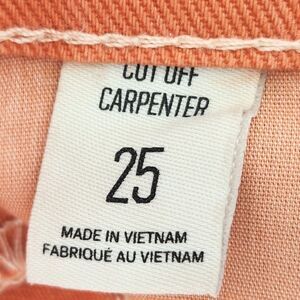 CUT OFF
CARPENTER
25
MADE IN VIETNAM
FABRIQUÉ AU VIETNAM